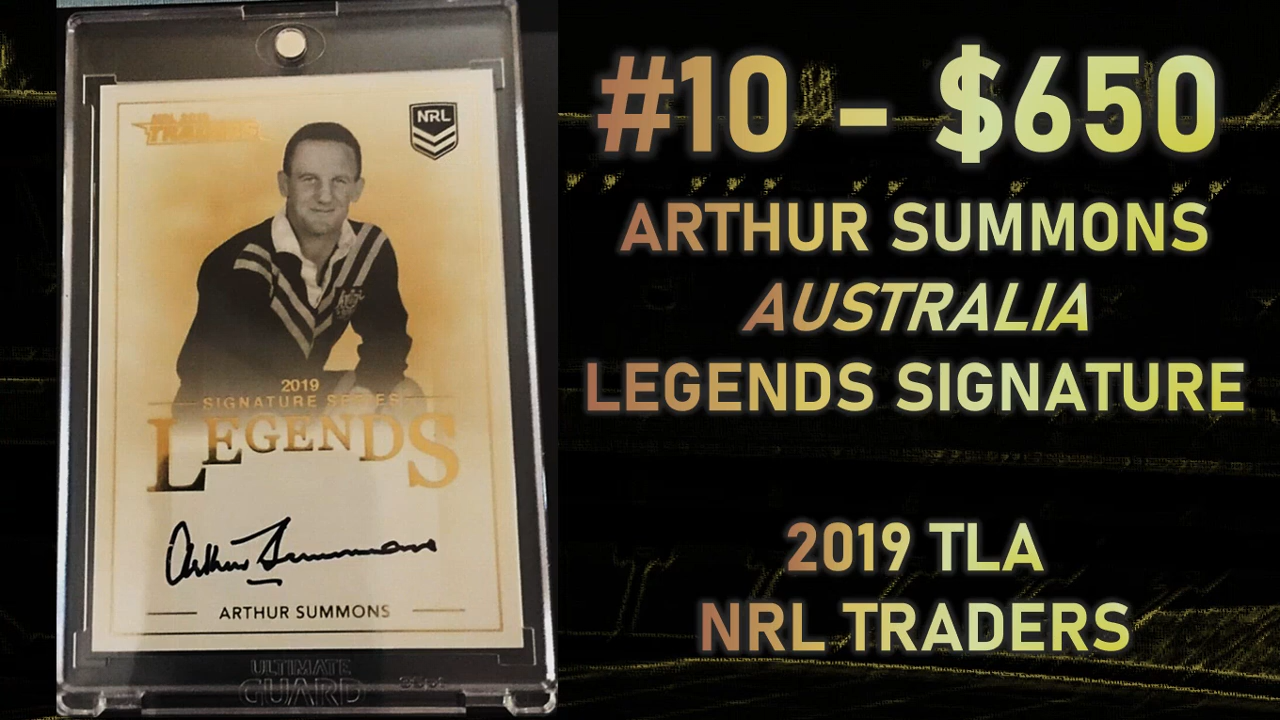 TRADERS
NRL
2019
SIGNATURE SERIES
LEGENDS
Arthur Summons
ARTHUR SUMMONS
ULTIMATE
GUARD
#10 - $650
ARTHUR SUMMONS
AUSTRALIA
LEGENDS SIGNATURE
2019 TLA
NRL TRADERS